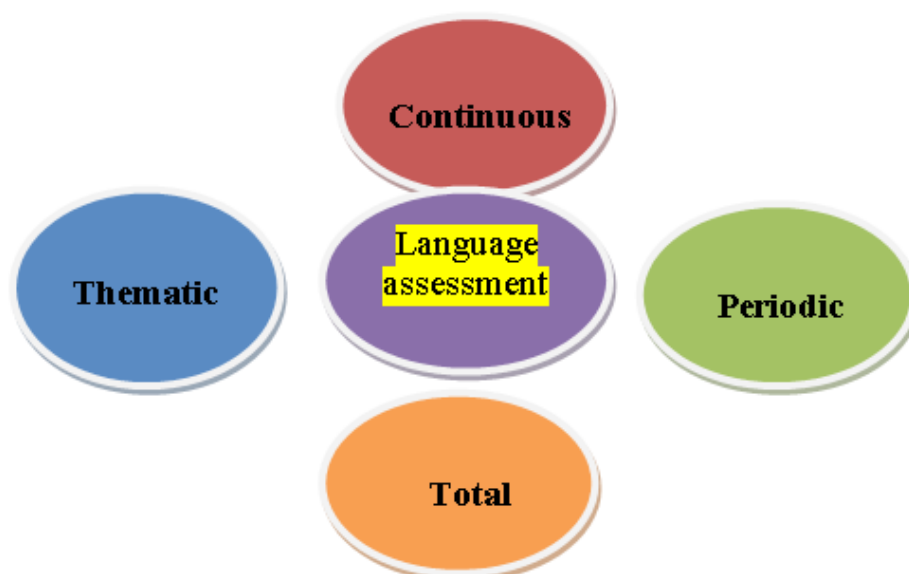 Continuous
Language
assessment
Thematic
Periodic
Total